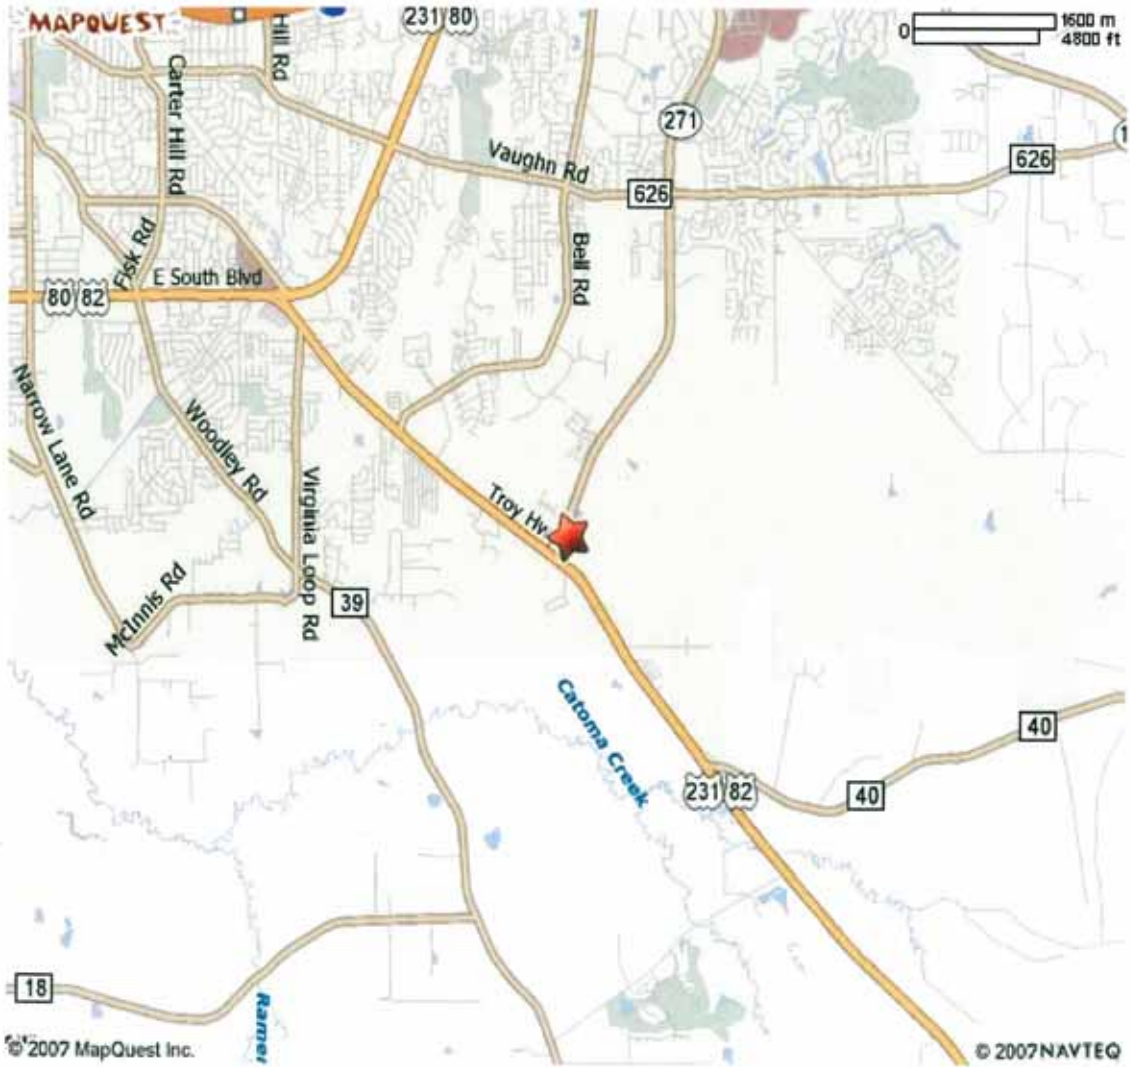 MAPQUEST
231 80
0
1600 m
4800 ft
Hill Rd
Carter Hill Rd
271
Vaughn Rd
626
626
Fisk Rd
E South Blvd
80 82
Bell Rd
Narrow Lane Rd
Woodley Rd
Virginia Loop Rd
Troy Hw
McInnis Rd
39
Catoma Creek
40
231 82
40
18
Ramer
© 2007 MapQuest Inc.
© 2007 NAVTEQ